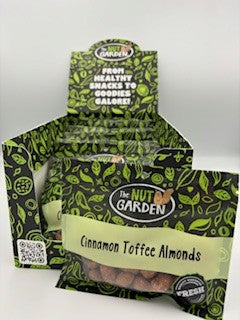 The NUT
GARDEN
FROM
HEALTHY
SNACKS TO
GOODIES
GALORE!
The NUT
GARDEN
Cinnamon Toffee Almonds
FRESH